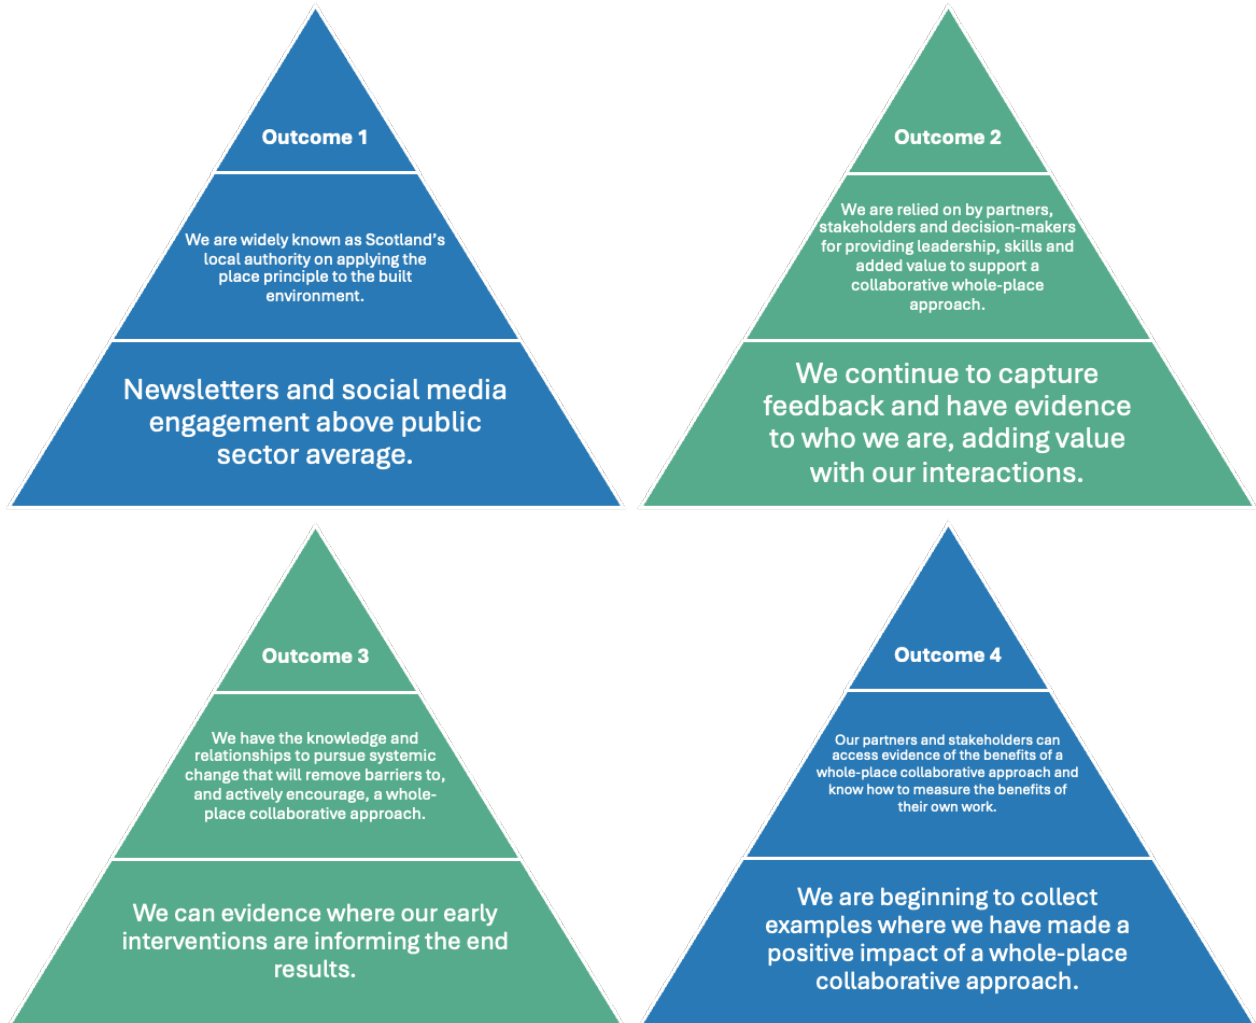 Outcome 1
We are widely known as Scotland's
local authority on applying the
place principle to the built
environment.
Newsletters and social media
engagement above public
sector average.
Outcome 2
We are relied on by partners,
stakeholders and decision-makers
for providing leadership, skills and
added value to support a
collaborative whole-place
approach.
We continue to capture
feedback and have evidence
to who we are, adding value
with our interactions.
Outcome 3
We have the knowledge and
relationships to pursue systemic
change that will remove barriers to,
and actively encourage, a whole-
place collaborative approach.
We can evidence where our early
interventions are informing the end
results.
Outcome 4
Our partners and stakeholders can
access evidence of the benefits of a
whole-place collaborative approach and
know how to measure the benefits of
their own work.
We are beginning to collect
examples where we have made a
positive impact of a whole-place
collaborative approach.